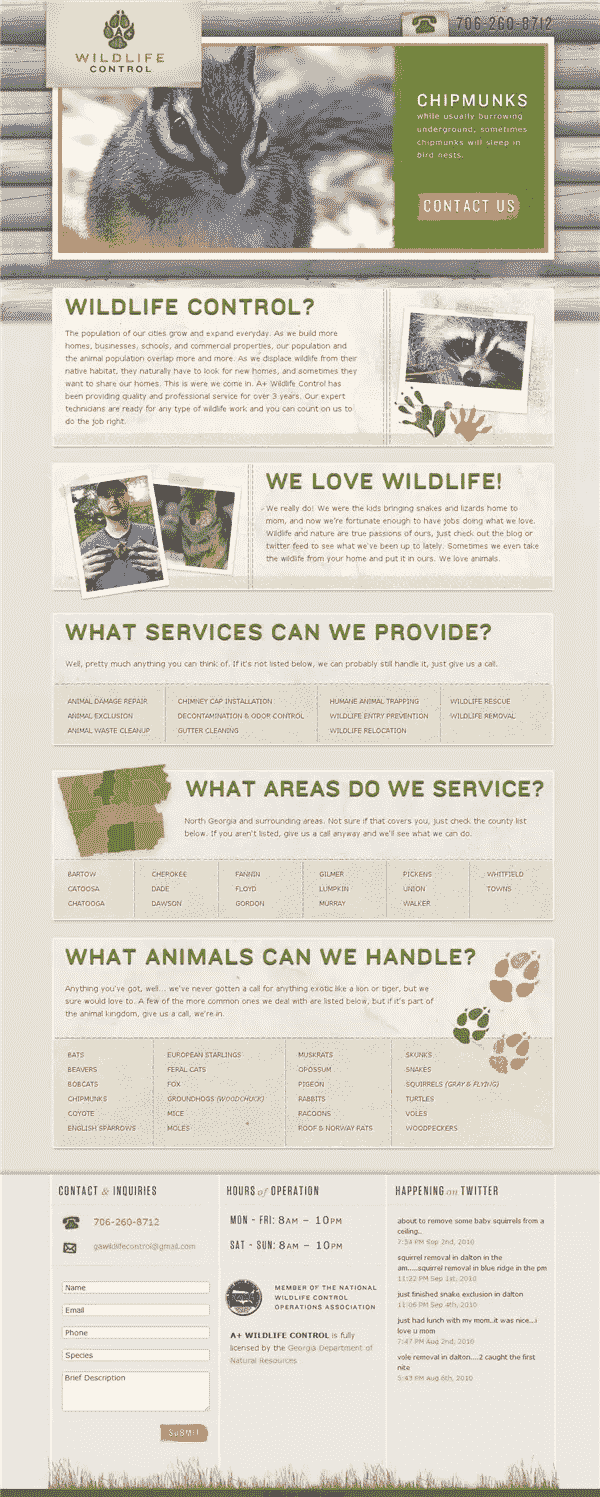 WILDLIFE
CONTROL
706-260-8712
CHIPMUNKS
while usually burrowing
underground, sometimes
chipmunks will sleep in
bird nests.
CONTACT US
WILDLIFE CONTROL?
The population of our cities grow and expand everyday. As we build more
homes, businesses, schools, and commercial properties, our population and
the animal population overlap more and more. As we displace wildlife from their
native habitat, they naturally have to look for new homes, and sometimes they
want to share our homes. This is were we come in. A+ Wildlife Control has
been providing quality and professional service for over 3 years. Our expert
technicians are ready for any type of wildlife work and you can count on us to
do the job right.
WE LOVE WILDLIFE!
We really do! We were the kids bringing snakes and lizards home to
mom, and now we're fortunate enough to have jobs doing what we love.
Wildlife and nature are true passions of ours, just check out the blog or
twitter feed to see what we've been up to lately. Sometimes we even take
the wildlife from your home and put it in ours. We love animals.
WHAT SERVICES CAN WE PROVIDE?
Well, pretty much anything you can think of. If it's not listed below, we can probably still handle it, just give us a call.
ANIMAL DAMAGE REPAIR
ANIMAL EXCLUSION
ANIMAL WASTE CLEANUP
CHIMNEY CAP INSTALLATION
DECONTAMINATION & ODOR CONTROL
GUTTER CLEANING
HUMANE ANIMAL TRAPPING
WILDLIFE ENTRY PREVENTION
WILDLIFE RELOCATION
WILDLIFE RESCUE
WILDLIFE REMOVAL
WHAT AREAS DO WE SERVICE?
North Georgia and surrounding areas. Not sure if that covers you, just check the county list
below. If you aren't listed, give us a call anyway and we'll see what we can do.
BARTOW
CATOOSA
CHATOOGA
CHEROKEE
DADE
DAWSON
FANNIN
FLOYD
GORDON
GILMER
LUMPKIN
MURRAY
PICKENS
UNION
WALKER
WHITFIELD
TOWNS
WHAT ANIMALS CAN WE HANDLE?
Anything you've got, well... we've never gotten a call for anything exotic like a lion or tiger, but we
sure would love to. A few of the more common ones we deal with are listed below, but if it's part of
the animal kingdom, give us a call, we're in.
BATS
BEAVERS
BOBCATS
CHIPMUNKS
COYOTE
ENGLISH SPARROWS
EUROPEAN STARLINGS
FERAL CATS
FOX
GROUNDHOGS (WOODCHUCK)
MICE
MOLES
MUSKRATS
OPOSSUM
PIGEON
RABBITS
RACOONS
ROOF & NORWAY RATS
SKUNKS
SNAKES
SQUIRRELS (GRAY & FLYING)
TURTLES
VOLES
WOODPECKERS
CONTACT & INQUIRIES
706-260-8712
gawildlifecontrol@gmail.com
Name
Email
Phone
Species
Brief Description
SUBMIT
HOURS of OPERATION
MON - FRI: 8AM – 10PM
SAT - SUN: 8AM – 10PM
MEMBER OF THE NATIONAL
WILDLIFE CONTROL
OPERATIONS ASSOCIATION
A+ WILDLIFE CONTROL is fully
licensed by the Georgia Department of
Natural Resources
HAPPENING on TWITTER
about to remove some baby squirrels from a
ceiling..
7:34 PM Sep 2nd, 2010
squirrel removal in dalton in the
am.....squirrel removal in blue ridge in the pm
11:22 PM Sep 1st, 2010
just finished snake exclusion in dalton
11:06 PM Sep 4th, 2010
just had lunch with my mom..it was nice...i
love u mom
7:47 PM Aug 2nd, 2010
vole removal in dalton....2 caught the first
nite
5:43 PM Aug 6th, 2010